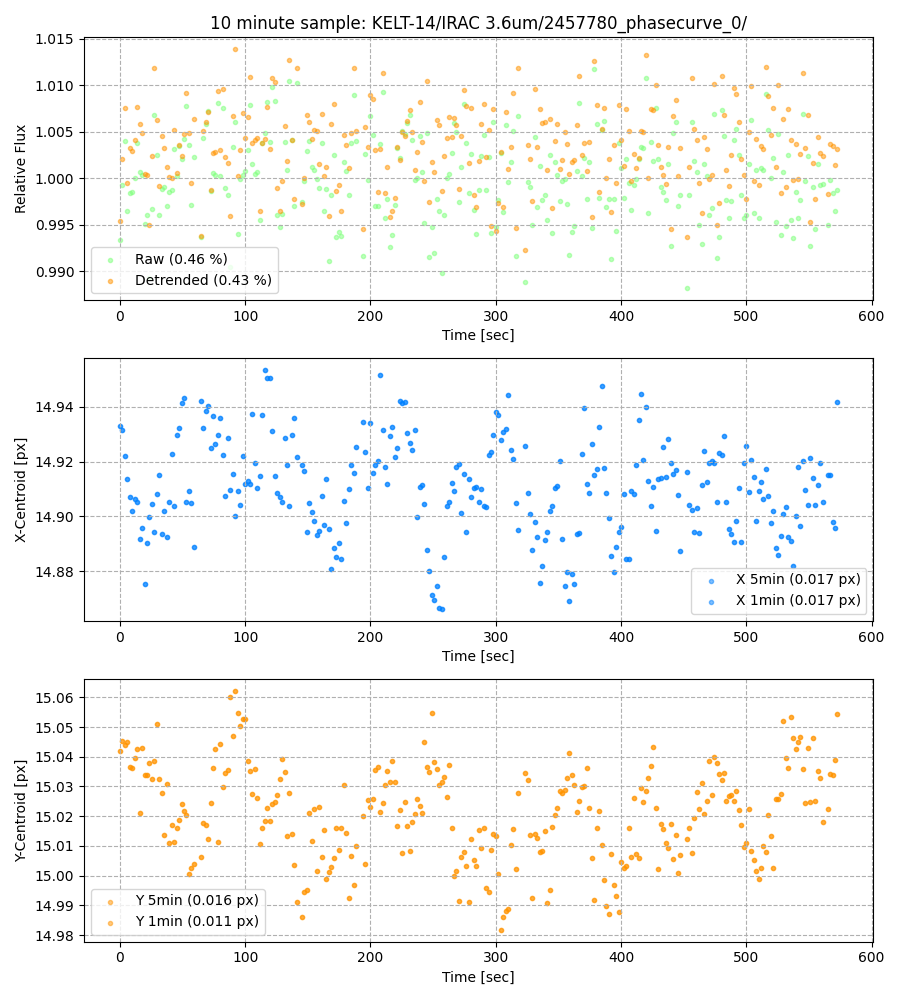 10 minute sample: KELT-14/IRAC 3.6um/2457780_phasecurve_0/
Relative Flux
1.015
1.010
1.005
1.000
0.995
0.990
Raw (0.46 %)
Detrended (0.43 %)
0 100 200 300 400 500 600
Time [sec]
X-Centroid [px]
14.94
14.92
14.90
14.88
X 5min (0.017 px)
X 1min (0.017 px)
0 100 200 300 400 500 600
Time [sec]
Y-Centroid [px]
15.06
15.05
15.04
15.03
15.02
15.01
15.00
14.99
14.98
Y 5min (0.016 px)
Y 1min (0.011 px)
0 100 200 300 400 500 600
Time [sec]